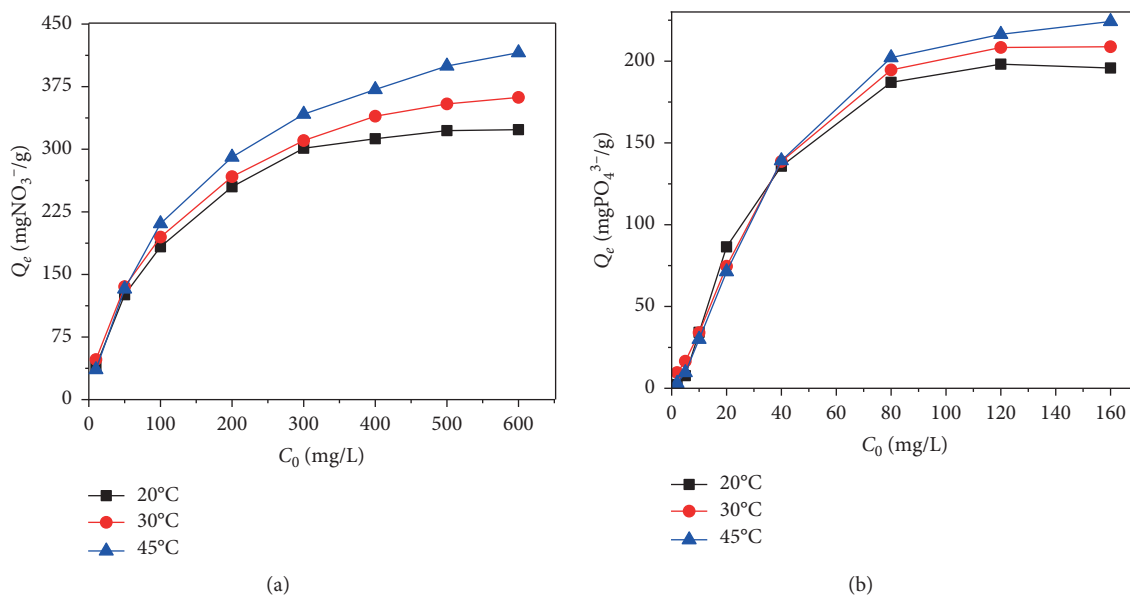 450
375
300
225
150
75
0
Qₑ (mgNO₃⁻/g)
0 100 200 300 400 500 600
C₀ (mg/L)
20°C
30°C
45°C
(a)
200
150
100
50
0
Qₑ (mgPO₄³⁻/g)
0 20 40 60 80 100 120 140 160
C₀ (mg/L)
20°C
30°C
45°C
(b)